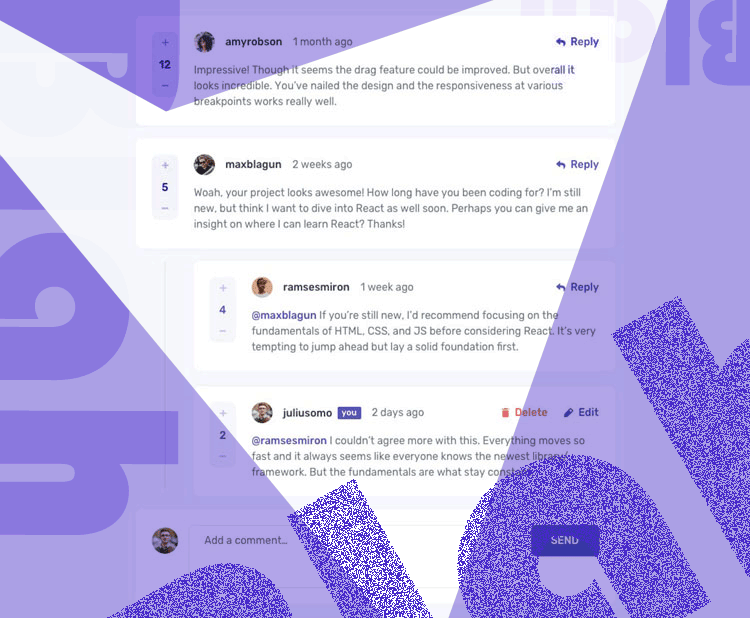 amyrobson 1 month ago Reply
12
Impressive! Though it seems the drag feature could be improved. But overall it
looks incredible. You've nailed the design and the responsiveness at various
breakpoints works really well.
maxblagun 2 weeks ago Reply
5
Woah, your project looks awesome! How long have you been coding for? I'm still
new, but think I want to dive into React as well soon. Perhaps you can give me an
insight on where I can learn React? Thanks!
ramsesmiron 1 week ago Reply
4
@maxblagun If you're still new, I'd recommend focusing on the
fundamentals of HTML, CSS, and JS before considering React. It's very
tempting to jump ahead but lay a solid foundation first.
juliusomo you 2 days ago Delete Edit
2
@ramsesmiron I couldn't agree more with this. Everything moves so
fast and it always seems like everyone knows the newest library/
framework. But the fundamentals are what stay
Add a comment… SEND